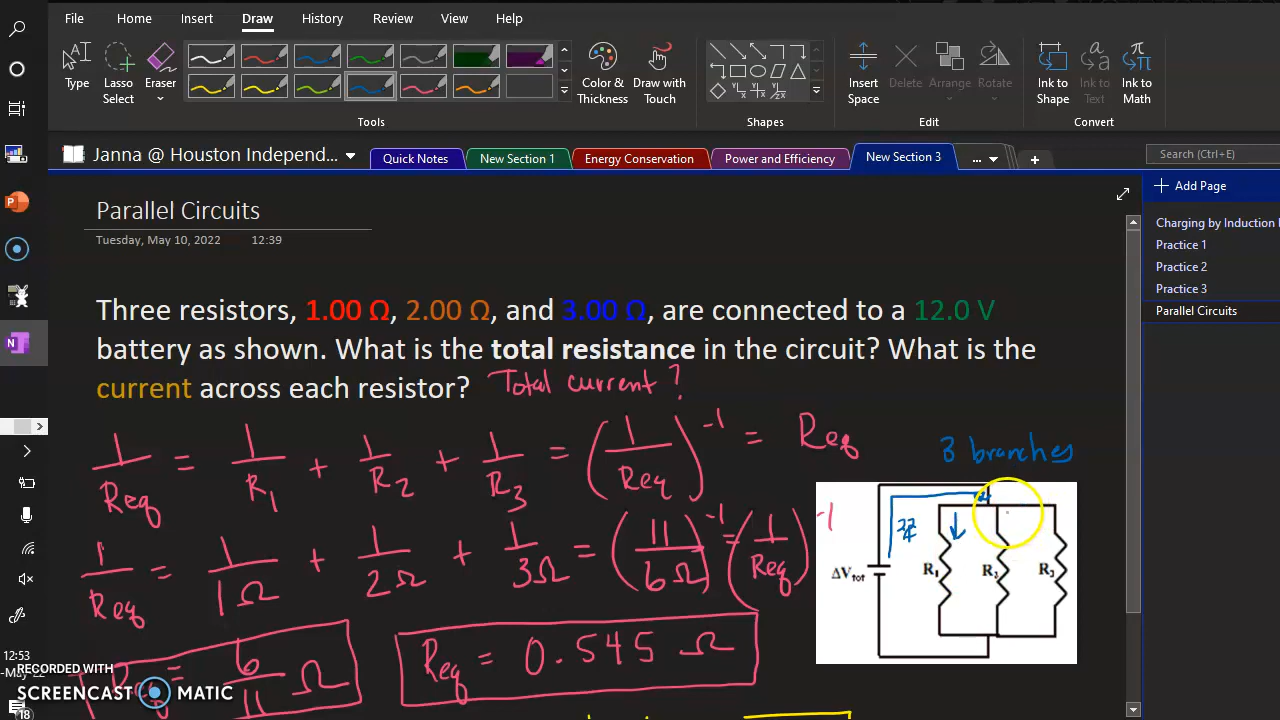 File Home Insert Draw History Review View Help
Type Lasso Select Eraser Color & Thickness Draw with Touch Insert Space Delete Arrange Rotate Ink to Shape Ink to Text Ink to Math
Tools Shapes Edit Convert
Janna @ Houston Independ... Quick Notes New Section 1 Energy Conservation Power and Efficiency New Section 3 ... + Search (Ctrl+E)
Add Page
Charging by Induction
Practice 1
Practice 2
Practice 3
Parallel Circuits
Parallel Circuits
Tuesday, May 10, 2022 12:39
Three resistors, 1.00 Ω, 2.00 Ω, and 3.00 Ω, are connected to a 12.0 V
battery as shown. What is the total resistance in the circuit? What is the
current across each resistor? Total current?
1/Req = 1/R1 + 1/R2 + 1/R3 = (1/Req)^-1 = Req
1/Req = 1/1Ω + 1/2Ω + 1/3Ω = (11/6Ω)^-1 = (1/Req)^-1
Req = 6/11 Ω
Req = 0.545 Ω
3 branches
ΔVtot R1 R2 R3
12:53
RECORDED WITH
SCREENCAST MATIC
18